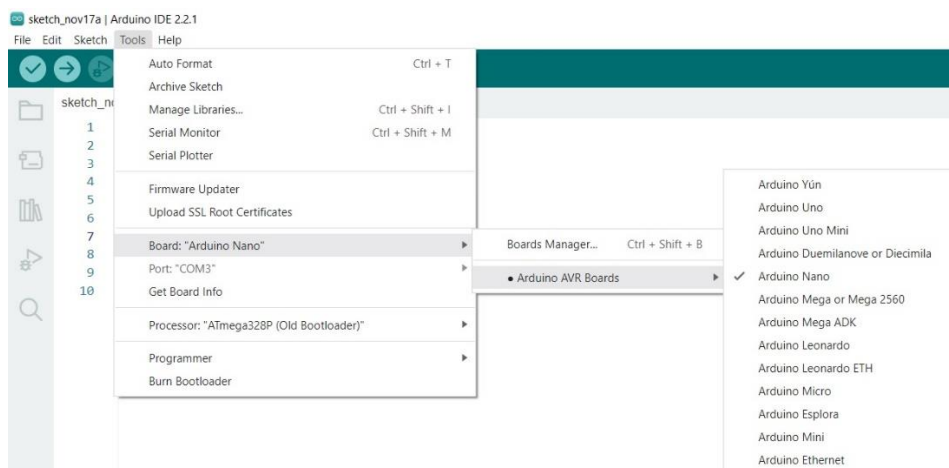 sketch_nov17a | Arduino IDE 2.2.1
File Edit Sketch Tools Help
sketch_no
1
2
3
4
5
6
7
8
9
10
Auto Format Ctrl + T
Archive Sketch
Manage Libraries... Ctrl + Shift + I
Serial Monitor Ctrl + Shift + M
Serial Plotter
Firmware Updater
Upload SSL Root Certificates
Board: "Arduino Nano"
Port: "COM3"
Get Board Info
Processor: "ATmega328P (Old Bootloader)"
Programmer
Burn Bootloader
Boards Manager... Ctrl + Shift + B
• Arduino AVR Boards
Arduino Yún
Arduino Uno
Arduino Uno Mini
Arduino Duemilanove or Diecimila
✓ Arduino Nano
Arduino Mega or Mega 2560
Arduino Mega ADK
Arduino Leonardo
Arduino Leonardo ETH
Arduino Micro
Arduino Esplora
Arduino Mini
Arduino Ethernet